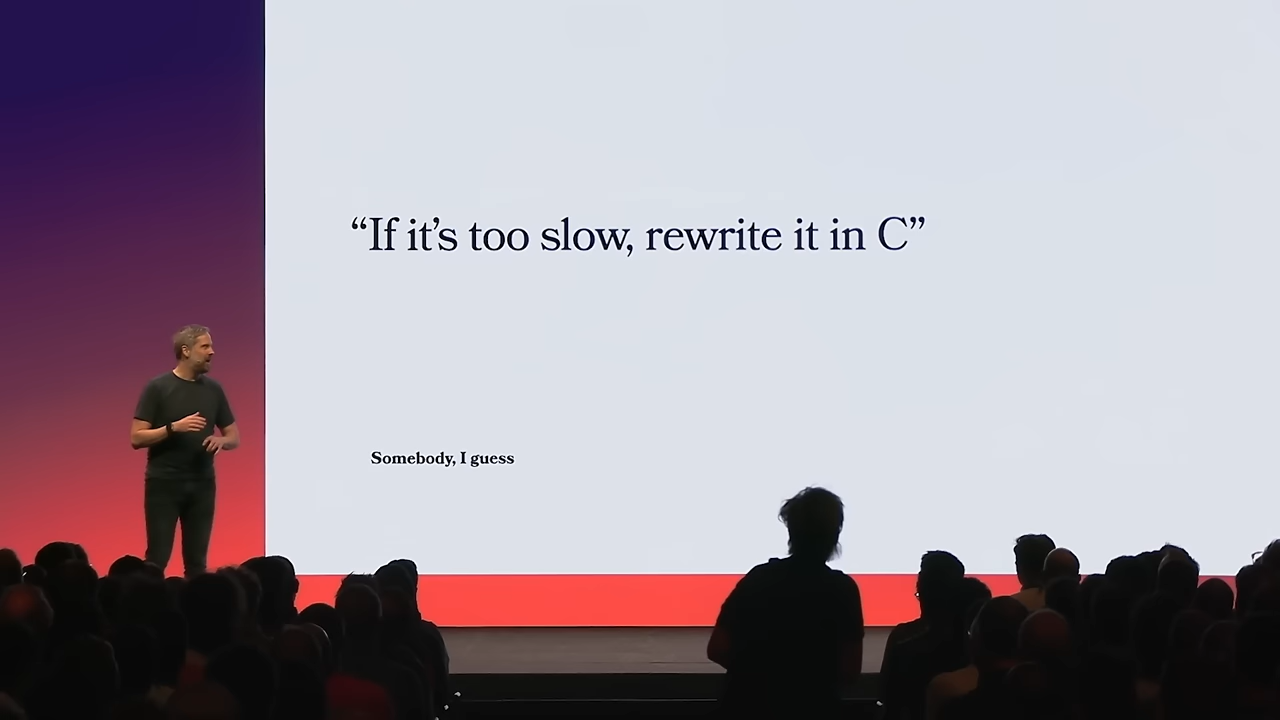 “If it’s too slow, rewrite it in C”
Somebody, I guess